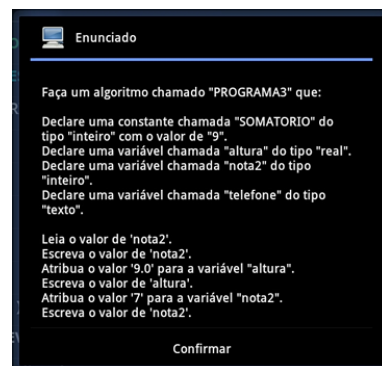 Enunciado
Faça um algoritmo chamado "PROGRAMA3" que:
Declare uma constante chamada "SOMATORIO" do
tipo "inteiro" com o valor de "9".
Declare uma variável chamada "altura" do tipo "real".
Declare uma variável chamada "nota2" do tipo
"inteiro".
Declare uma variável chamada "telefone" do tipo
"texto".
Leia o valor de 'nota2'.
Escreva o valor de 'nota2'.
Atribua o valor '9.0' para a variável "altura".
Escreva o valor de 'altura'.
Atribua o valor '7' para a variável "nota2".
Escreva o valor de 'nota2'.
Confirmar